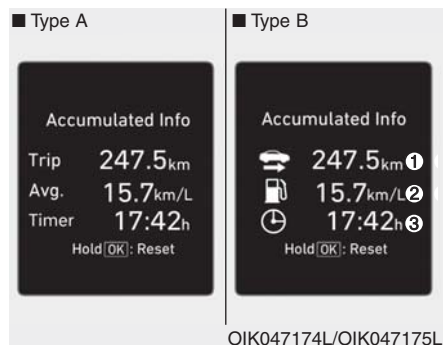 ■ Type A
Accumulated Info
Trip 247.5km
Avg. 15.7km/L
Timer 17:42h
Hold OK : Reset
■ Type B
Accumulated Info
247.5km ❶
15.7km/L ❷
17:42h ❸
Hold OK : Reset
OIK047174L/OIK047175L